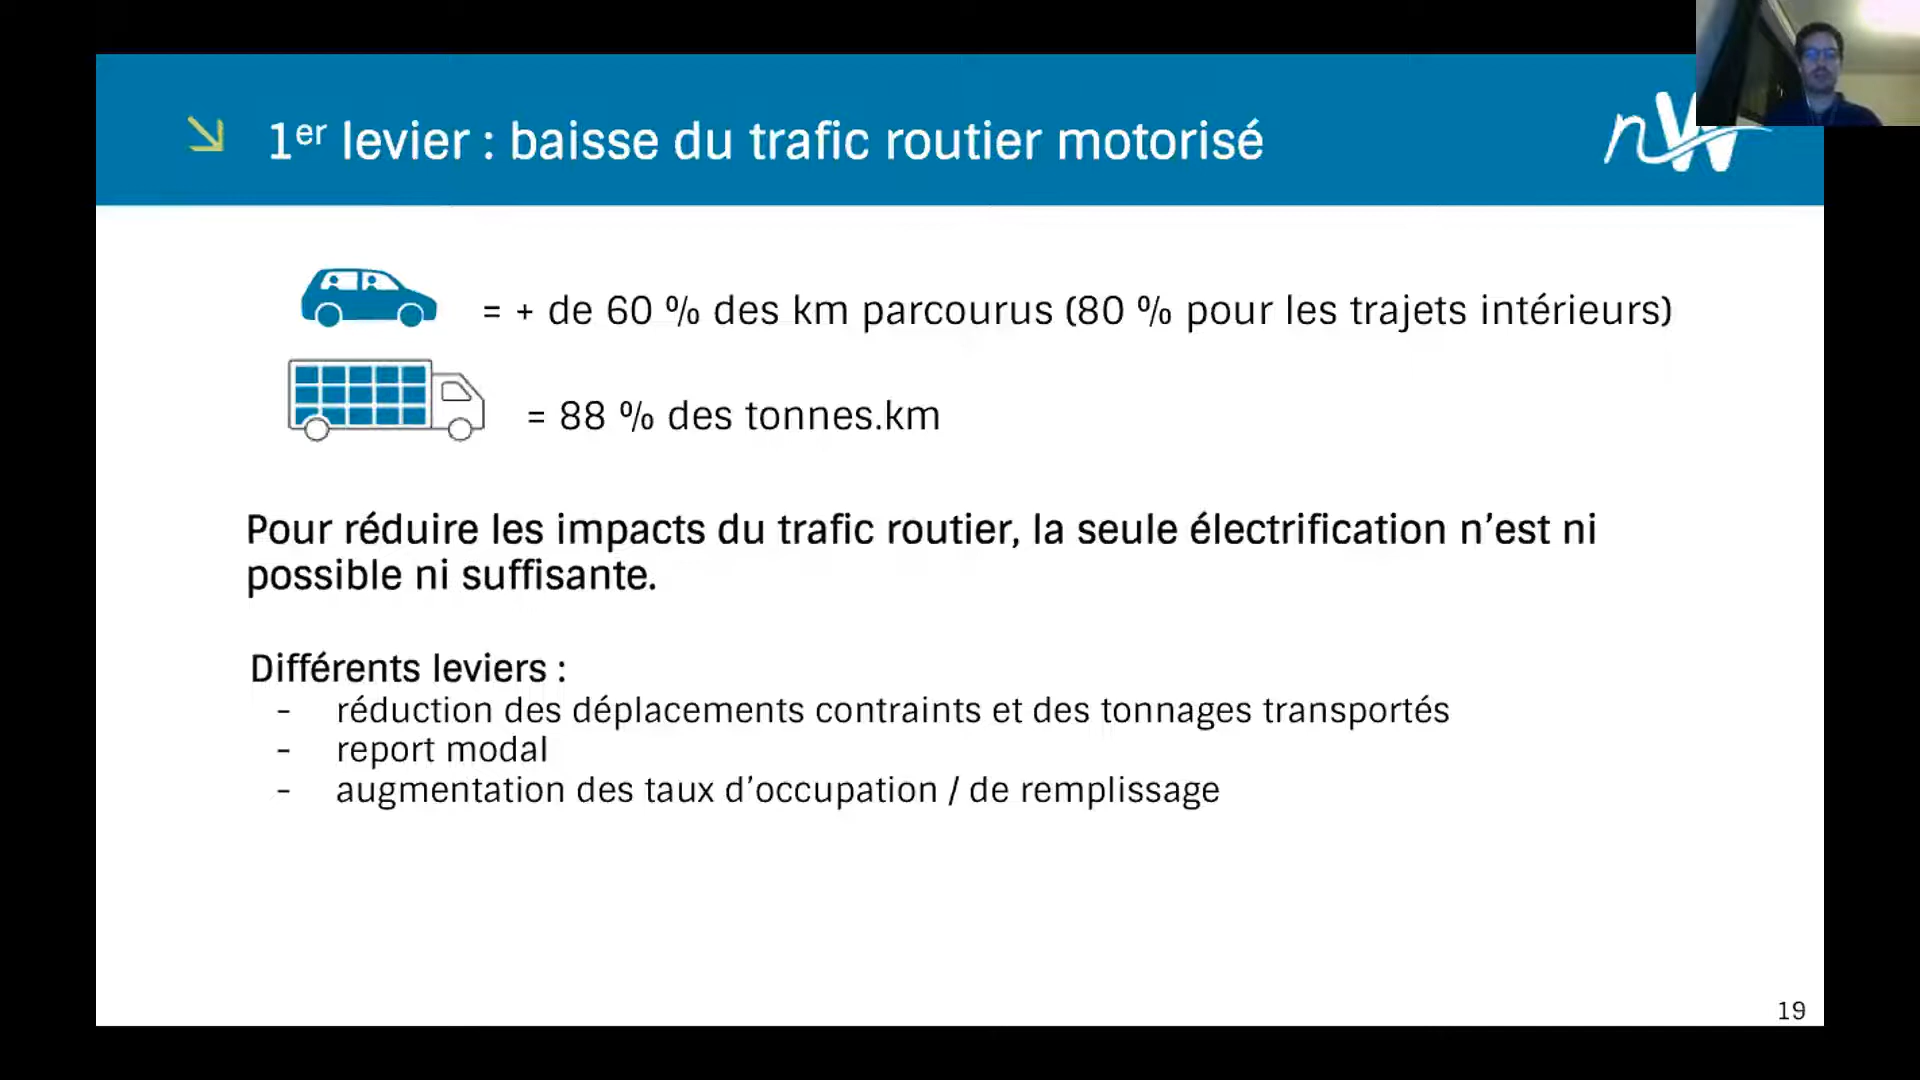 1er levier : baisse du trafic routier motorisé
nW
= + de 60 % des km parcourus (80 % pour les trajets intérieurs)
= 88 % des tonnes.km
Pour réduire les impacts du trafic routier, la seule électrification n’est ni
possible ni suffisante.
Différents leviers :
- réduction des déplacements contraints et des tonnages transportés
- report modal
- augmentation des taux d’occupation / de remplissage
19